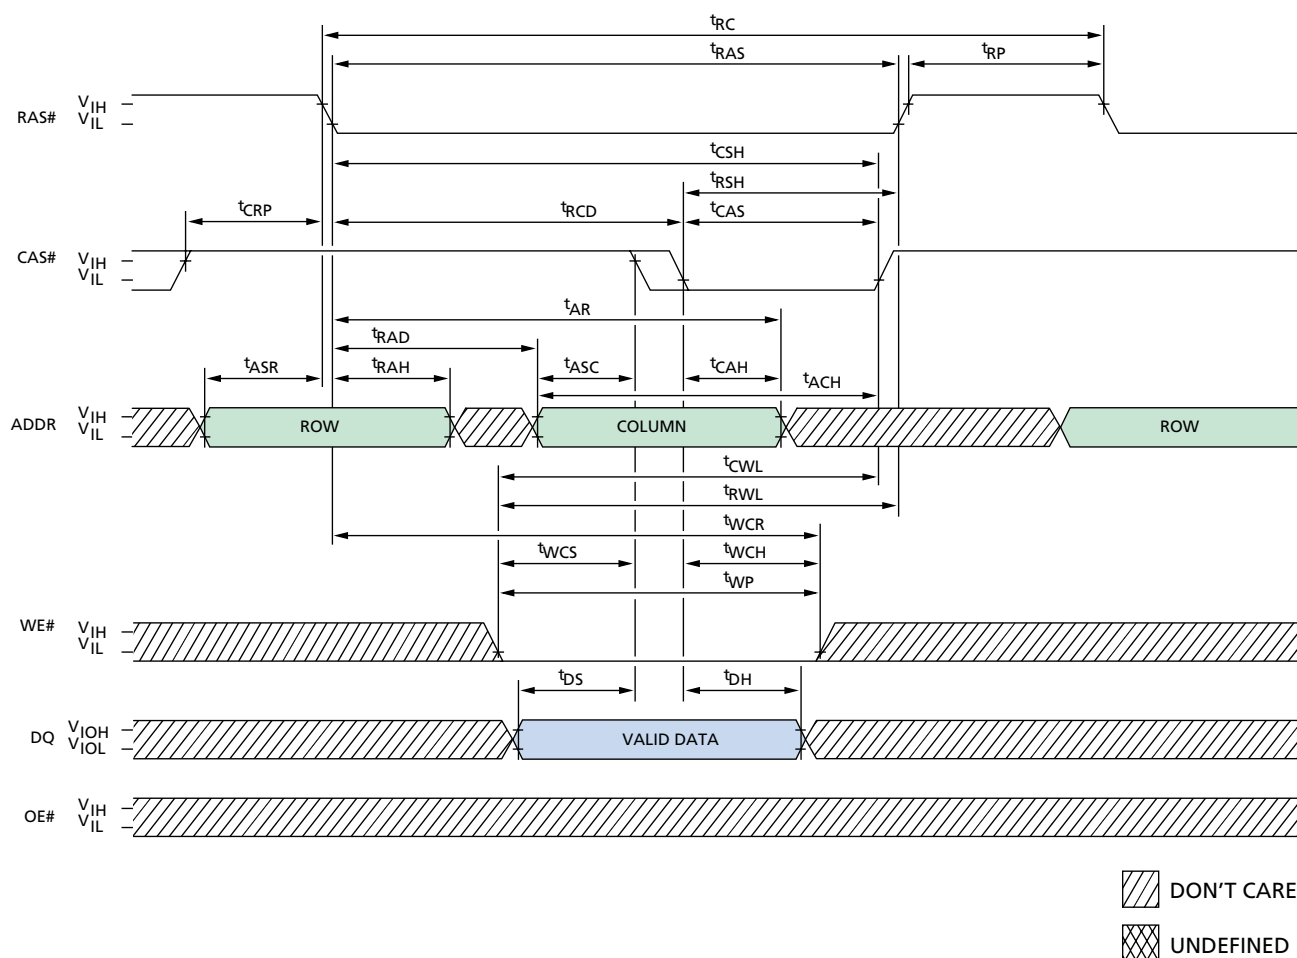 tRC
tRAS
tRP
RAS#
VIH
VIL
tCSH
tRSH
tCRP
tRCD
tCAS
CAS#
VIH
VIL
tAR
tRAD
tASR
tRAH
tASC
tCAH
tACH
ADDR
VIH
VIL
ROW
COLUMN
ROW
tCWL
tRWL
tWCR
tWCS
tWCH
tWP
WE#
VIH
VIL
tDS
tDH
DQ
VIOH
VIOL
VALID DATA
OE#
VIH
VIL
DON'T CARE
UNDEFINED